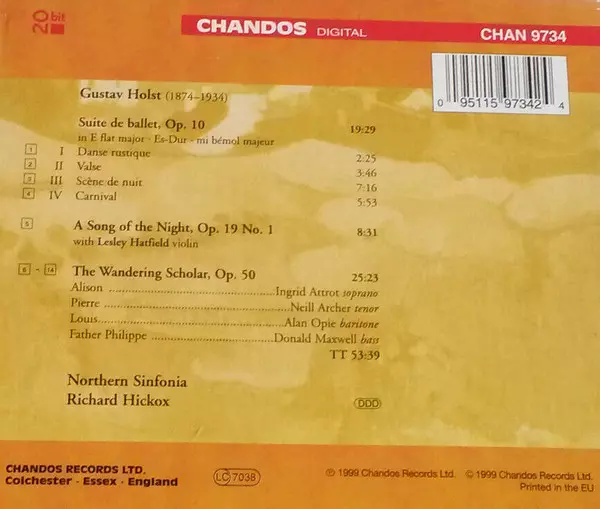 20 bit
CHANDOS DIGITAL
CHAN 9734
0 95115 97342 4
Gustav Holst (1874–1934)
Suite de ballet, Op. 10 19:29
in E flat major · Es-Dur · mi bémol majeur
1 I Danse rustique 2:25
2 II Valse 3:46
3 III Scène de nuit 7:16
4 IV Carnival 5:53
5 A Song of the Night, Op. 19 No. 1 8:31
with Lesley Hatfield violin
6 - 14 The Wandering Scholar, Op. 50 25:23
Alison Ingrid Attrot soprano
Pierre Neill Archer tenor
Louis Alan Opie baritone
Father Philippe Donald Maxwell bass
TT 53:39
Northern Sinfonia
Richard Hickox DDD
CHANDOS RECORDS LTD.
Colchester · Essex · England
LC 7038
℗ 1999 Chandos Records Ltd. © 1999 Chandos Records Ltd.
Printed in the EU